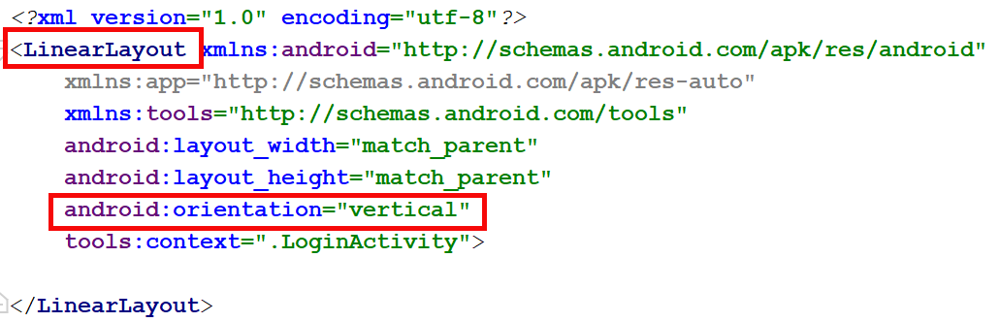 <?xml version="1.0" encoding="utf-8"?>
<LinearLayout xmlns:android="http://schemas.android.com/apk/res/android"
    xmlns:app="http://schemas.android.com/apk/res-auto"
    xmlns:tools="http://schemas.android.com/tools"
    android:layout_width="match_parent"
    android:layout_height="match_parent"
    android:orientation="vertical"
    tools:context=".LoginActivity">

</LinearLayout>